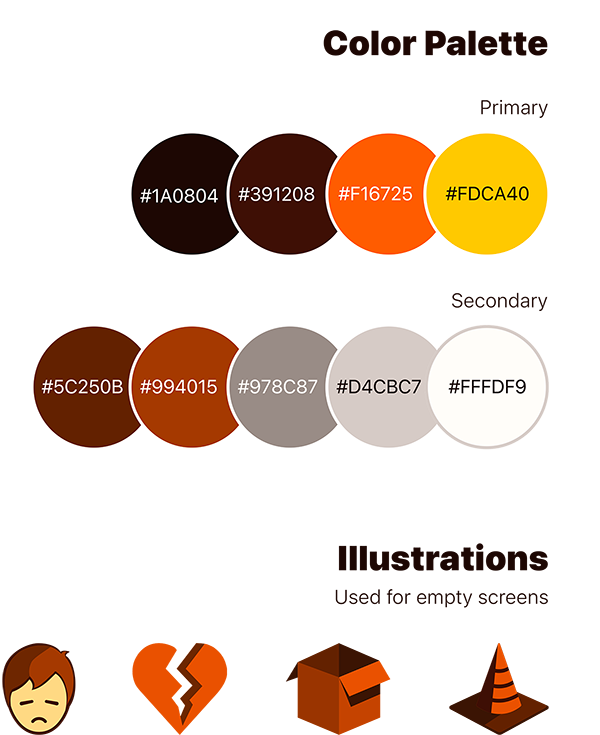 Color Palette
Primary
#1A0804 #391208 #F16725 #FDCA40
Secondary
#5C250B #994015 #978C87 #D4CBC7 #FFFDF9
Illustrations
Used for empty screens